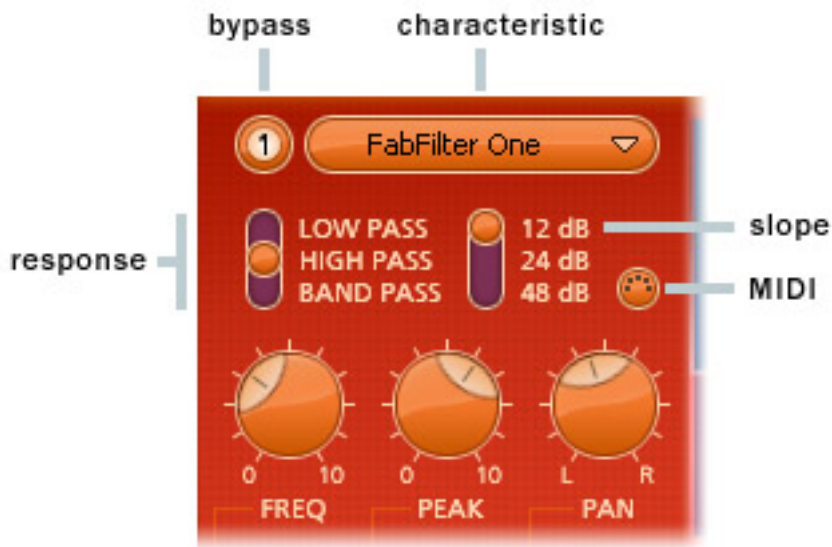 bypass characteristic
1 FabFilter One
LOW PASS 12 dB slope
response HIGH PASS 24 dB
BAND PASS 48 dB MIDI
0 10 0 10 L R
FREQ PEAK PAN